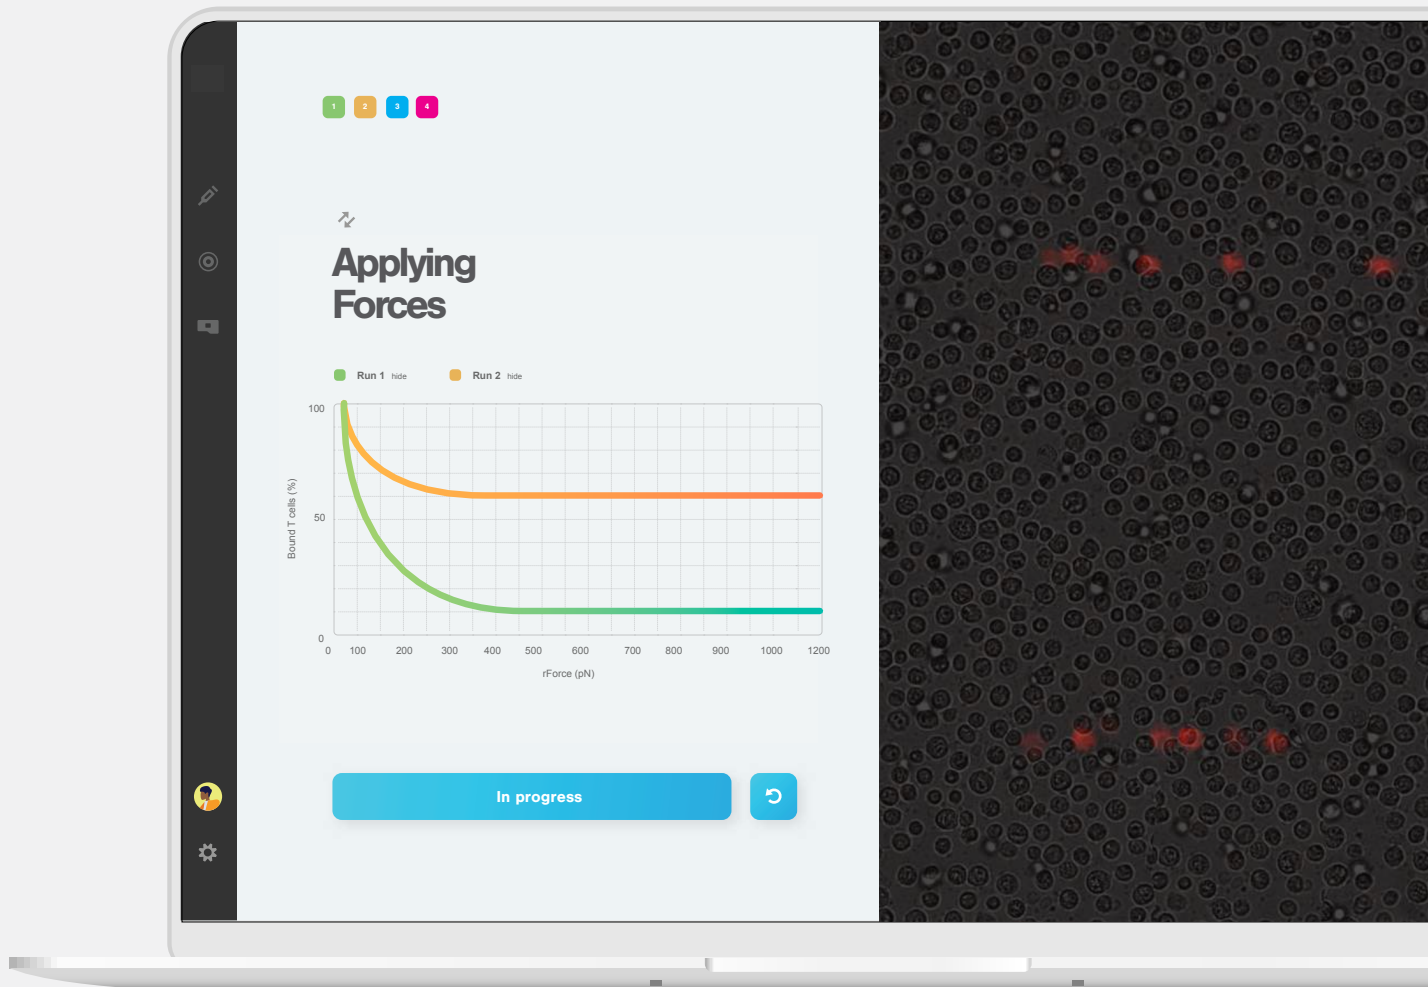 1 2 3 4
Applying
Forces
Run 1 hide Run 2 hide
100
50
0
Bound T cells (%)
0 100 200 300 400 500 600 700 800 900 1000 1200
rForce (pN)
In progress